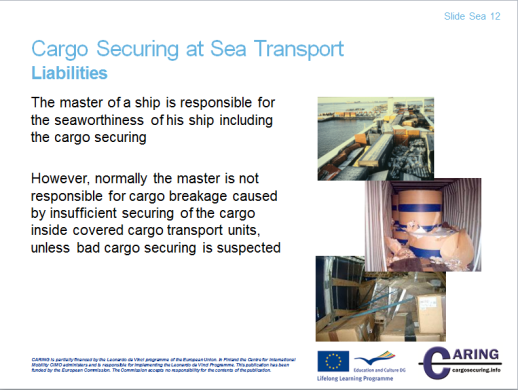 Slide Sea 12
Cargo Securing at Sea Transport
Liabilities
The master of a ship is responsible for
the seaworthiness of his ship including
the cargo securing
However, normally the master is not
responsible for cargo breakage caused
by insufficient securing of the cargo
inside covered cargo transport units,
unless bad cargo securing is suspected
CARING is partially financed by the Leonardo da Vinci programme of the European Union. In Finland the Centre for International
Mobility CIMO administers and is responsible for implementing the Leonardo da Vinci Programme. This publication has been
funded by the European Commission. The Commission accepts no responsibility for the contents of the publication.
Education and Culture DG
Lifelong Learning Programme
CARING
cargosecuring.info